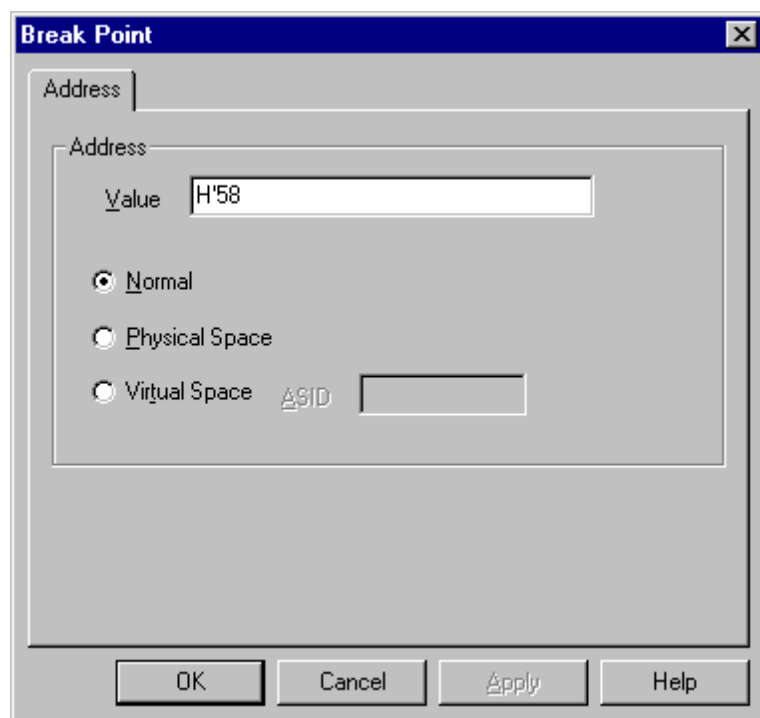 Break Point
Address
Address
Value H'58
Normal
Physical Space
Virtual Space ASID
OK Cancel Apply Help